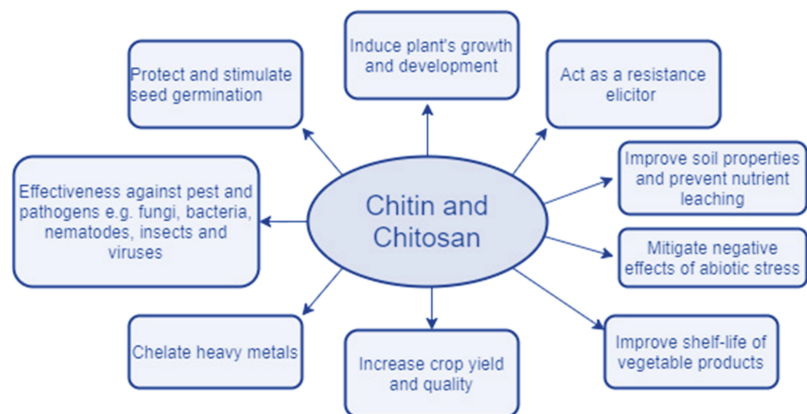 Induce plant's growth
and development
Protect and stimulate
seed germination
Act as a resistance
elicitor
Improve soil properties
and prevent nutrient
leaching
Effectiveness against pest and
pathogens e.g. fungi, bacteria,
nematodes, insects and
viruses
Chitin and
Chitosan
Mitigate negative
effects of abiotic stress
Chelate heavy metals
Increase crop yield
and quality
Improve shelf-life of
vegetable products